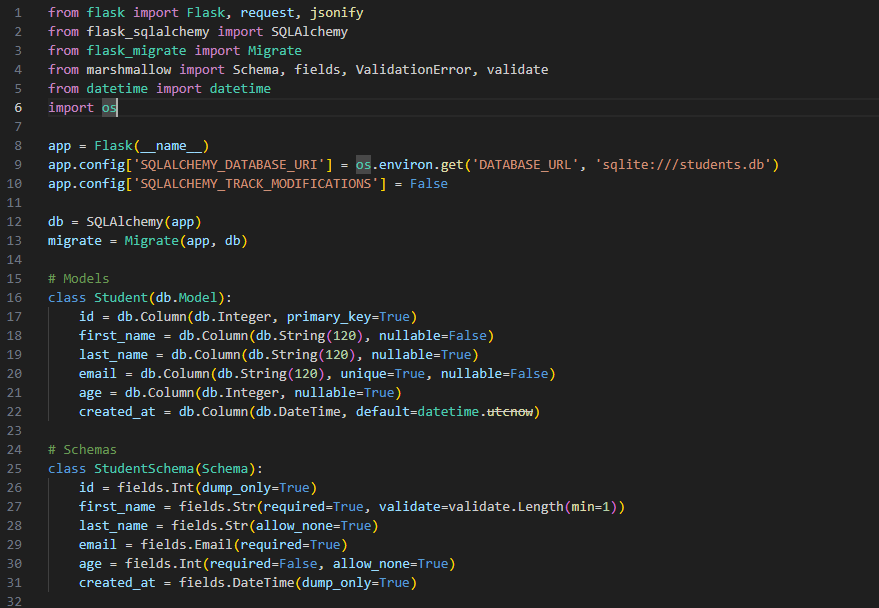 1 from flask import Flask, request, jsonify
2 from flask_sqlalchemy import SQLAlchemy
3 from flask_migrate import Migrate
4 from marshmallow import Schema, fields, ValidationError, validate
5 from datetime import datetime
6 import os
7
8 app = Flask(__name__)
9 app.config['SQLALCHEMY_DATABASE_URI'] = os.environ.get('DATABASE_URL', 'sqlite:///students.db')
10 app.config['SQLALCHEMY_TRACK_MODIFICATIONS'] = False
11
12 db = SQLAlchemy(app)
13 migrate = Migrate(app, db)
14
15 # Models
16 class Student(db.Model):
17     id = db.Column(db.Integer, primary_key=True)
18     first_name = db.Column(db.String(120), nullable=False)
19     last_name = db.Column(db.String(120), nullable=True)
20     email = db.Column(db.String(120), unique=True, nullable=False)
21     age = db.Column(db.Integer, nullable=True)
22     created_at = db.Column(db.DateTime, default=datetime.utcnow)
23
24 # Schemas
25 class StudentSchema(Schema):
26     id = fields.Int(dump_only=True)
27     first_name = fields.Str(required=True, validate=validate.Length(min=1))
28     last_name = fields.Str(allow_none=True)
29     email = fields.Email(required=True)
30     age = fields.Int(required=False, allow_none=True)
31     created_at = fields.DateTime(dump_only=True)
32